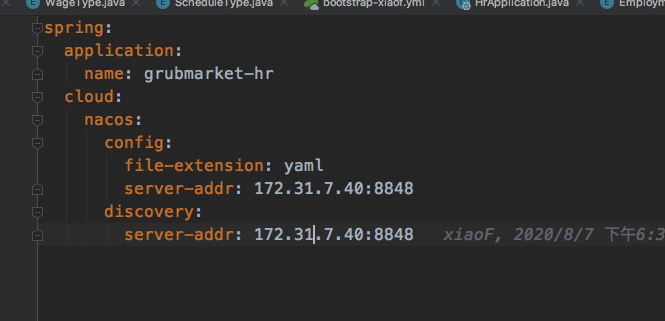 WageType.java ScheduleType.java bootstrap-xiaof.yml HrApplication.java Employm
spring:
application:
name: grubmarket-hr
cloud:
nacos:
config:
file-extension: yaml
server-addr: 172.31.7.40:8848
discovery:
server-addr: 172.31.7.40:8848 xiaoF, 2020/8/7 下午6:3